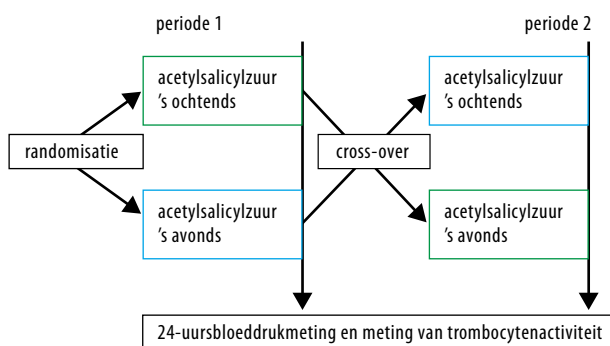 periode 1
periode 2
acetylsalicylzuur
's ochtends
acetylsalicylzuur
's ochtends
randomisatie
cross-over
acetylsalicylzuur
's avonds
acetylsalicylzuur
's avonds
24-uursbloeddrukmeting en meting van trombocytenactiviteit